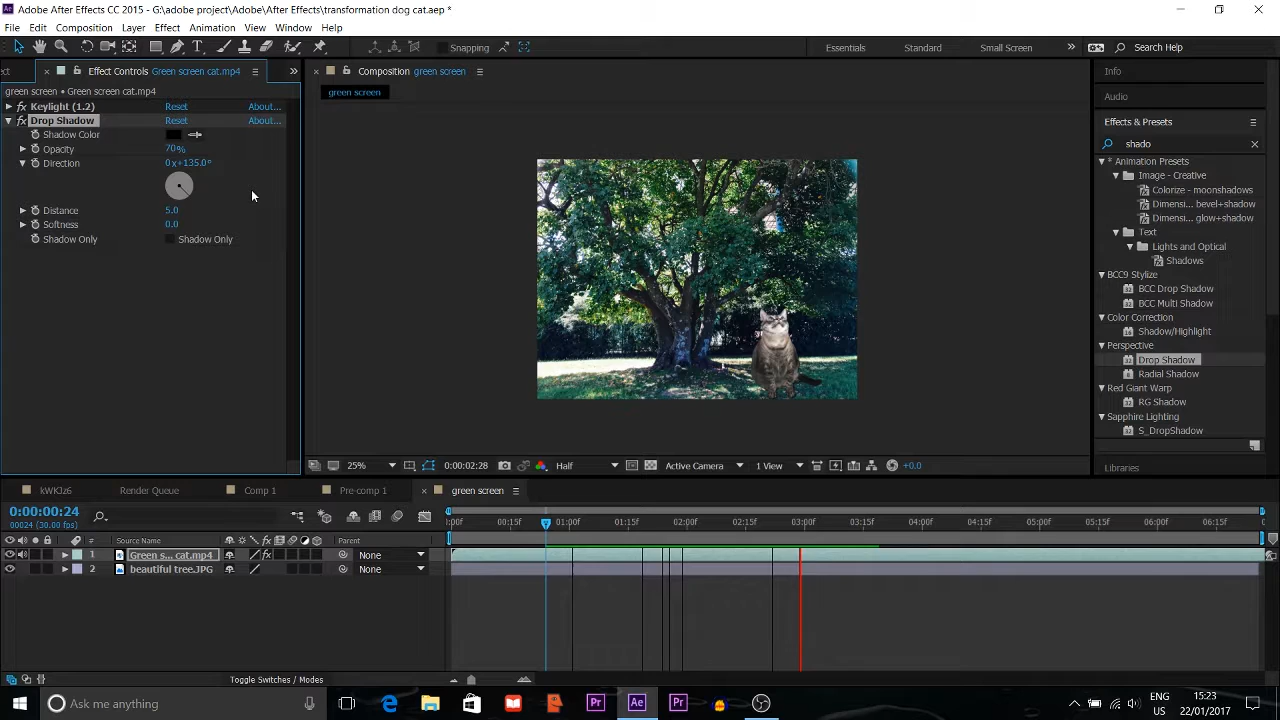 Adobe After Effects CC 2015 - G:\adobe project\Adobe\After Effects\transformation dog cat.aep *
File Edit Composition Layer Effect Animation View Window Help
Snapping Essentials Standard Small Screen Search Help
ct Effect Controls Green screen cat.mp4
green screen • Green screen cat.mp4
fx Keylight (1.2) Reset About...
fx Drop Shadow Reset About...
Shadow Color
Opacity 70%
Direction 0x+135.0°
Distance 5.0
Softness 0.0
Shadow Only Shadow Only
Composition green screen
green screen
25% 0:00:02:28 Half Active Camera 1 View +0.0
Info
Audio
Effects & Presets
shado
* Animation Presets
Image - Creative
Colorize - moonshadows
Dimensi... bevel+shadow
Dimensi... glow+shadow
Text
Lights and Optical
Shadows
BCC9 Stylize
BCC Drop Shadow
BCC Multi Shadow
Color Correction
Shadow/Highlight
Perspective
Drop Shadow
Radial Shadow
Red Giant Warp
RG Shadow
Sapphire Lighting
S_DropShadow
Libraries
kWKJz6 Render Queue Comp 1 Pre-comp 1 green screen
0:00:00:24
00024 (30.00 fps)
:00f 00:15f 01:00f 01:15f 02:00f 02:15f 03:00f 03:15f 04:00f 04:15f 05:00f 05:15f 06:00f 06:15f
# Source Name Parent
1 Green s... cat.mp4 None
2 beautiful tree.JPG None
Toggle Switches / Modes
Ask me anything
ENG
US
15:23
22/01/2017